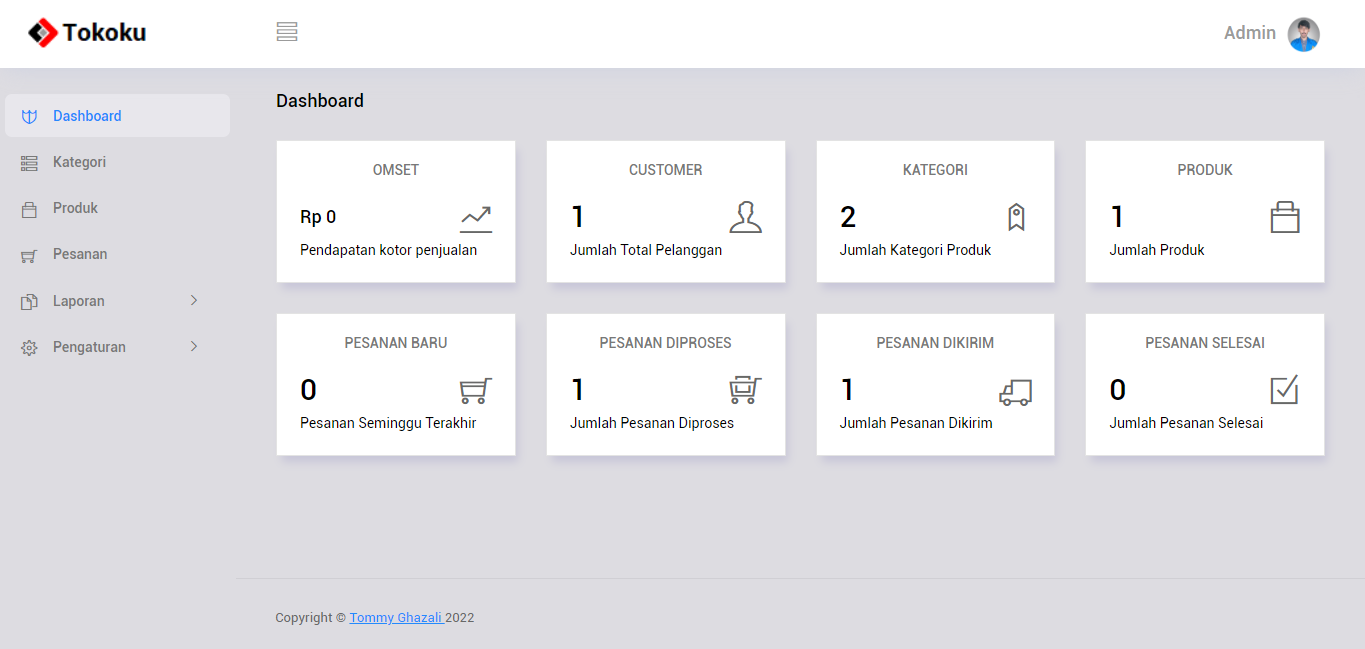 Tokoku
Admin
Dashboard
Kategori
Produk
Pesanan
Laporan
Pengaturan
Dashboard
OMSET
Rp 0
Pendapatan kotor penjualan
CUSTOMER
1
Jumlah Total Pelanggan
KATEGORI
2
Jumlah Kategori Produk
PRODUK
1
Jumlah Produk
PESANAN BARU
0
Pesanan Seminggu Terakhir
PESANAN DIPROSES
1
Jumlah Pesanan Diproses
PESANAN DIKIRIM
1
Jumlah Pesanan Dikirim
PESANAN SELESAI
0
Jumlah Pesanan Selesai
Copyright © Tommy Ghazali 2022